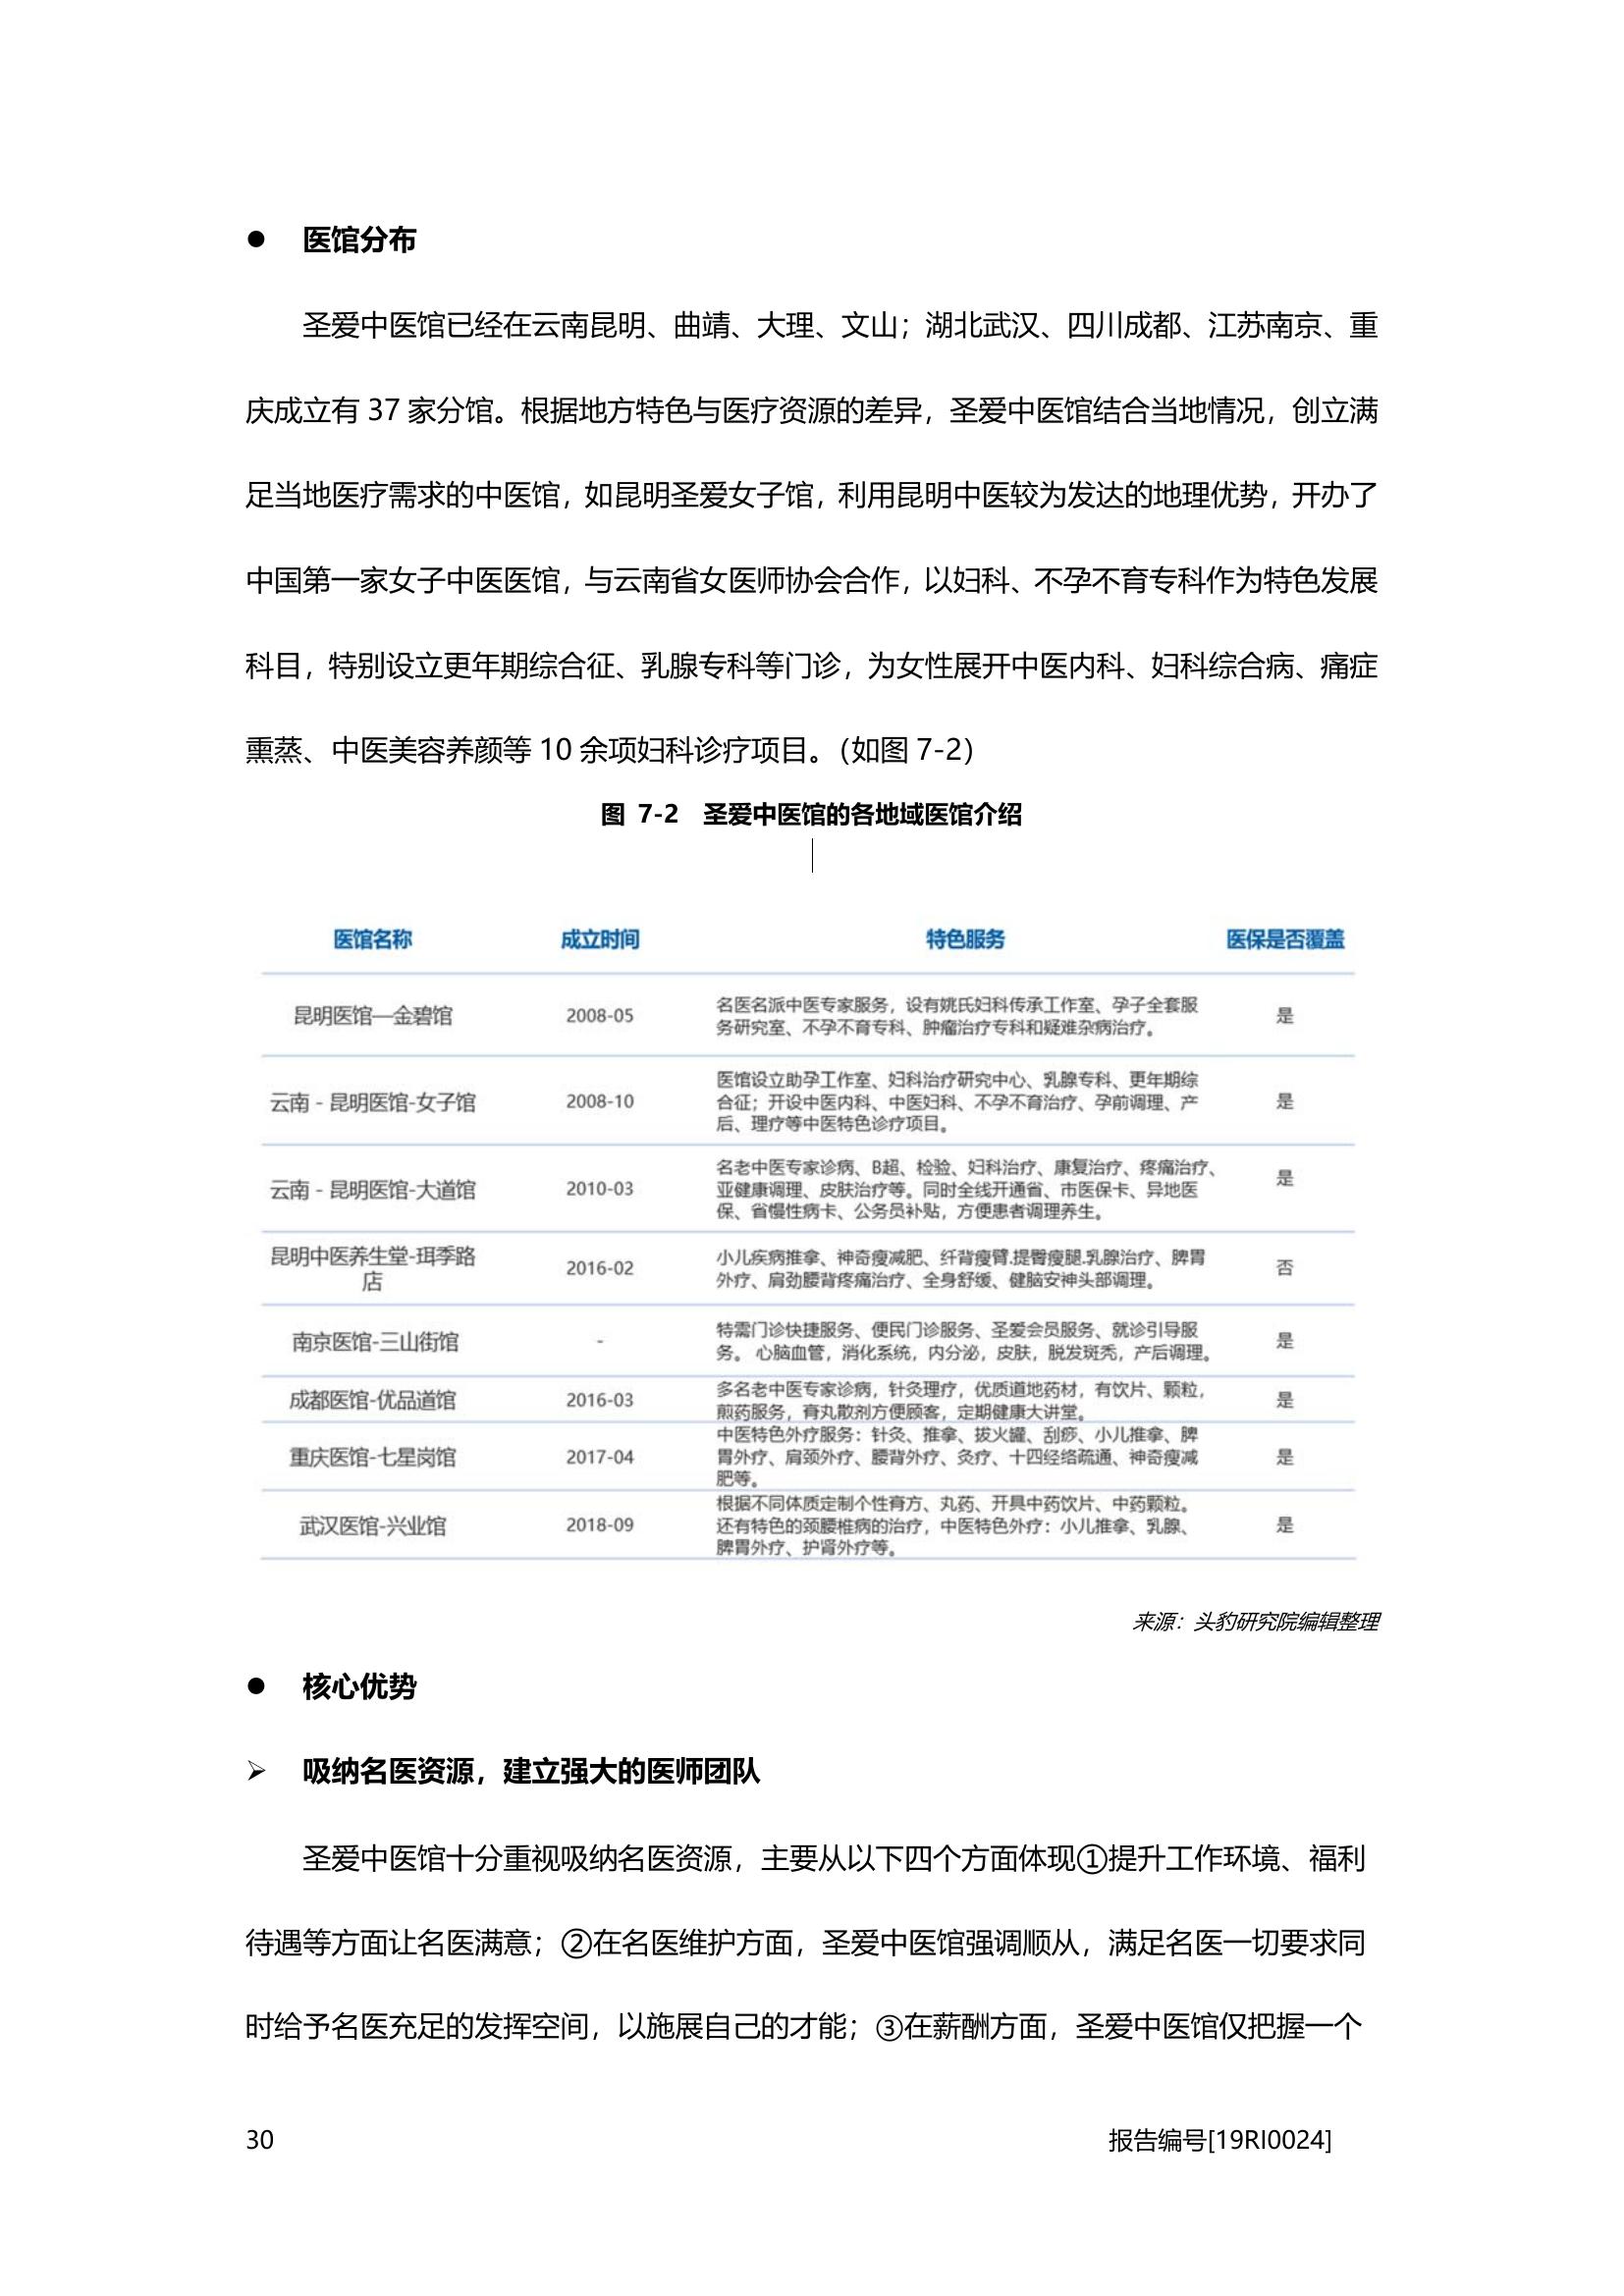 ● 医馆分布
圣爱中医馆已经在云南昆明、曲靖、大理、文山；湖北武汉、四川成都、江苏南京、重
庆成立有 37 家分馆。根据地方特色与医疗资源的差异，圣爱中医馆结合当地情况，创立满
足当地医疗需求的中医馆，如昆明圣爱女子馆，利用昆明中医较为发达的地理优势，开办了
中国第一家女子中医医馆，与云南省女医师协会合作，以妇科、不孕不育专科作为特色发展
科目，特别设立更年期综合征、乳腺专科等门诊，为女性展开中医内科、妇科综合病、痛症
熏蒸、中医美容养颜等 10 余项妇科诊疗项目。（如图 7-2）
图 7-2 圣爱中医馆的各地域医馆介绍
医馆名称 成立时间 特色服务 医保是否覆盖
昆明医馆—金碧馆 2008-05 名医名派中医专家服务，设有姚氏妇科传承工作室、孕子全套服
务研究室、不孕不育专科、肿瘤治疗专科和疑难杂病治疗。 是
云南 - 昆明医馆-女子馆 2008-10 医馆设立助孕工作室、妇科治疗研究中心、乳腺专科、更年期综
合征；开设中医内科、中医妇科、不孕不育治疗、孕前调理、产
后、理疗等中医特色诊疗项目。 是
云南 - 昆明医馆-大道馆 2010-03 名老中医专家诊病、B超、检验、妇科治疗、康复治疗、疼痛治疗、
亚健康调理、皮肤治疗等。同时全线开通省、市医保卡、异地医
保、省慢性病卡、公务员补贴，方便患者调理养生。 是
昆明中医养生堂-珥季路
店 2016-02 小儿疾病推拿、神奇瘦减肥、纤背瘦臂.提臀瘦腿.乳腺治疗、脾胃
外疗、肩劲腰背疼痛治疗、全身舒缓、健脑安神头部调理。 否
南京医馆-三山街馆 - 特需门诊快捷服务、便民门诊服务、圣爱会员服务、就诊引导服
务。 心脑血管，消化系统，内分泌，皮肤，脱发斑秃，产后调理。 是
成都医馆-优品道馆 2016-03 多名老中医专家诊病，针灸理疗，优质道地药材，有饮片、颗粒，
煎药服务，膏丸散剂方便顾客，定期健康大讲堂。 是
重庆医馆-七星岗馆 2017-04 中医特色外疗服务：针灸、推拿、拔火罐、刮痧、小儿推拿、脾
胃外疗、肩颈外疗、腰背外疗、灸疗、十四经络疏通、神奇瘦减
肥等。 是
武汉医馆-兴业馆 2018-09 根据不同体质定制个性膏方、丸药、开具中药饮片、中药颗粒。
还有特色的颈腰椎病的治疗，中医特色外疗：小儿推拿、乳腺、
脾胃外疗、护肾外疗等。 是
来源：头豹研究院编辑整理
● 核心优势
➢ 吸纳名医资源，建立强大的医师团队
圣爱中医馆十分重视吸纳名医资源，主要从以下四个方面体现①提升工作环境、福利
待遇等方面让名医满意；②在名医维护方面，圣爱中医馆强调顺从，满足名医一切要求同
时给予名医充足的发挥空间，以施展自己的才能；③在薪酬方面，圣爱中医馆仅把握一个
30 报告编号[19RI0024]